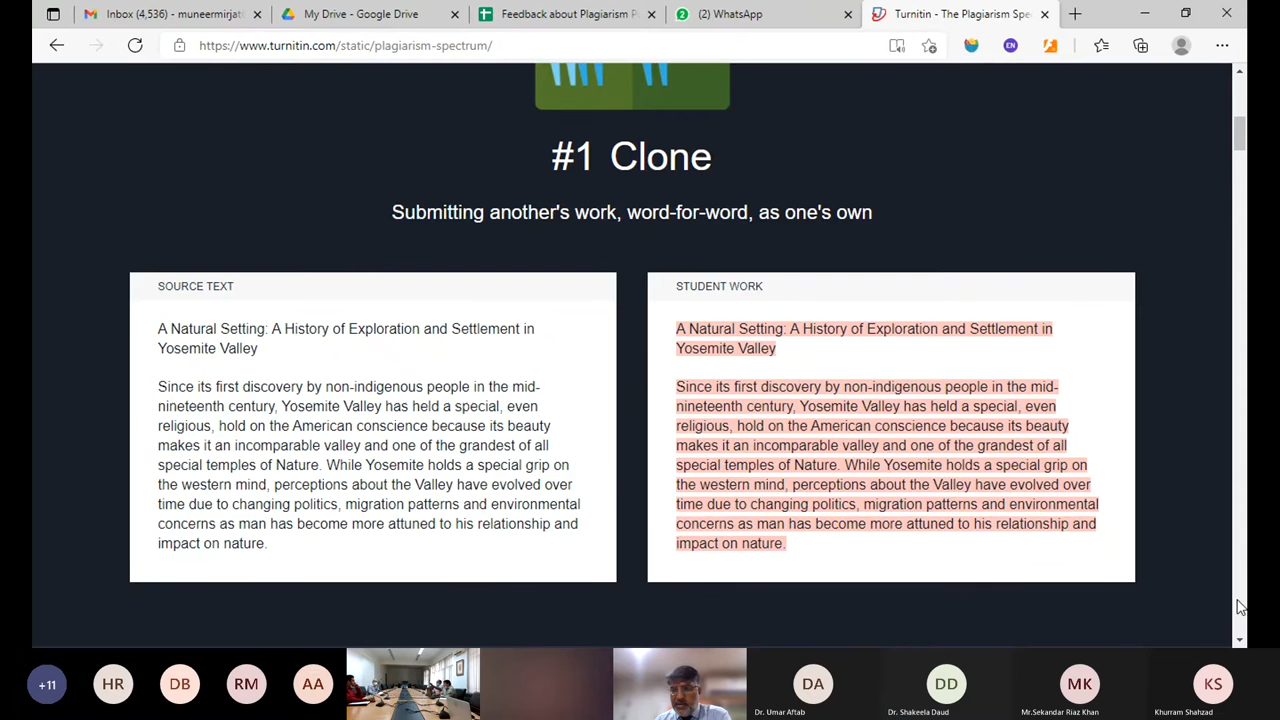 Inbox (4,536) - muneermirjat
My Drive - Google Drive
Feedback about Plagiarism P
(2) WhatsApp
Turnitin - The Plagiarism Spe
https://www.turnitin.com/static/plagiarism-spectrum/
EN
#1 Clone
Submitting another's work, word-for-word, as one's own
SOURCE TEXT
A Natural Setting: A History of Exploration and Settlement in
Yosemite Valley
Since its first discovery by non-indigenous people in the mid-
nineteenth century, Yosemite Valley has held a special, even
religious, hold on the American conscience because its beauty
makes it an incomparable valley and one of the grandest of all
special temples of Nature. While Yosemite holds a special grip on
the western mind, perceptions about the Valley have evolved over
time due to changing politics, migration patterns and environmental
concerns as man has become more attuned to his relationship and
impact on nature.
STUDENT WORK
A Natural Setting: A History of Exploration and Settlement in
Yosemite Valley
Since its first discovery by non-indigenous people in the mid-
nineteenth century, Yosemite Valley has held a special, even
religious, hold on the American conscience because its beauty
makes it an incomparable valley and one of the grandest of all
special temples of Nature. While Yosemite holds a special grip on
the western mind, perceptions about the Valley have evolved over
time due to changing politics, migration patterns and environmental
concerns as man has become more attuned to his relationship and
impact on nature.
+11
HR
DB
RM
AA
DA
Dr. Umar Aftab
DD
Dr. Shakeela Daud
MK
Mr.Sekandar Riaz Khan
KS
Khurram Shahzad